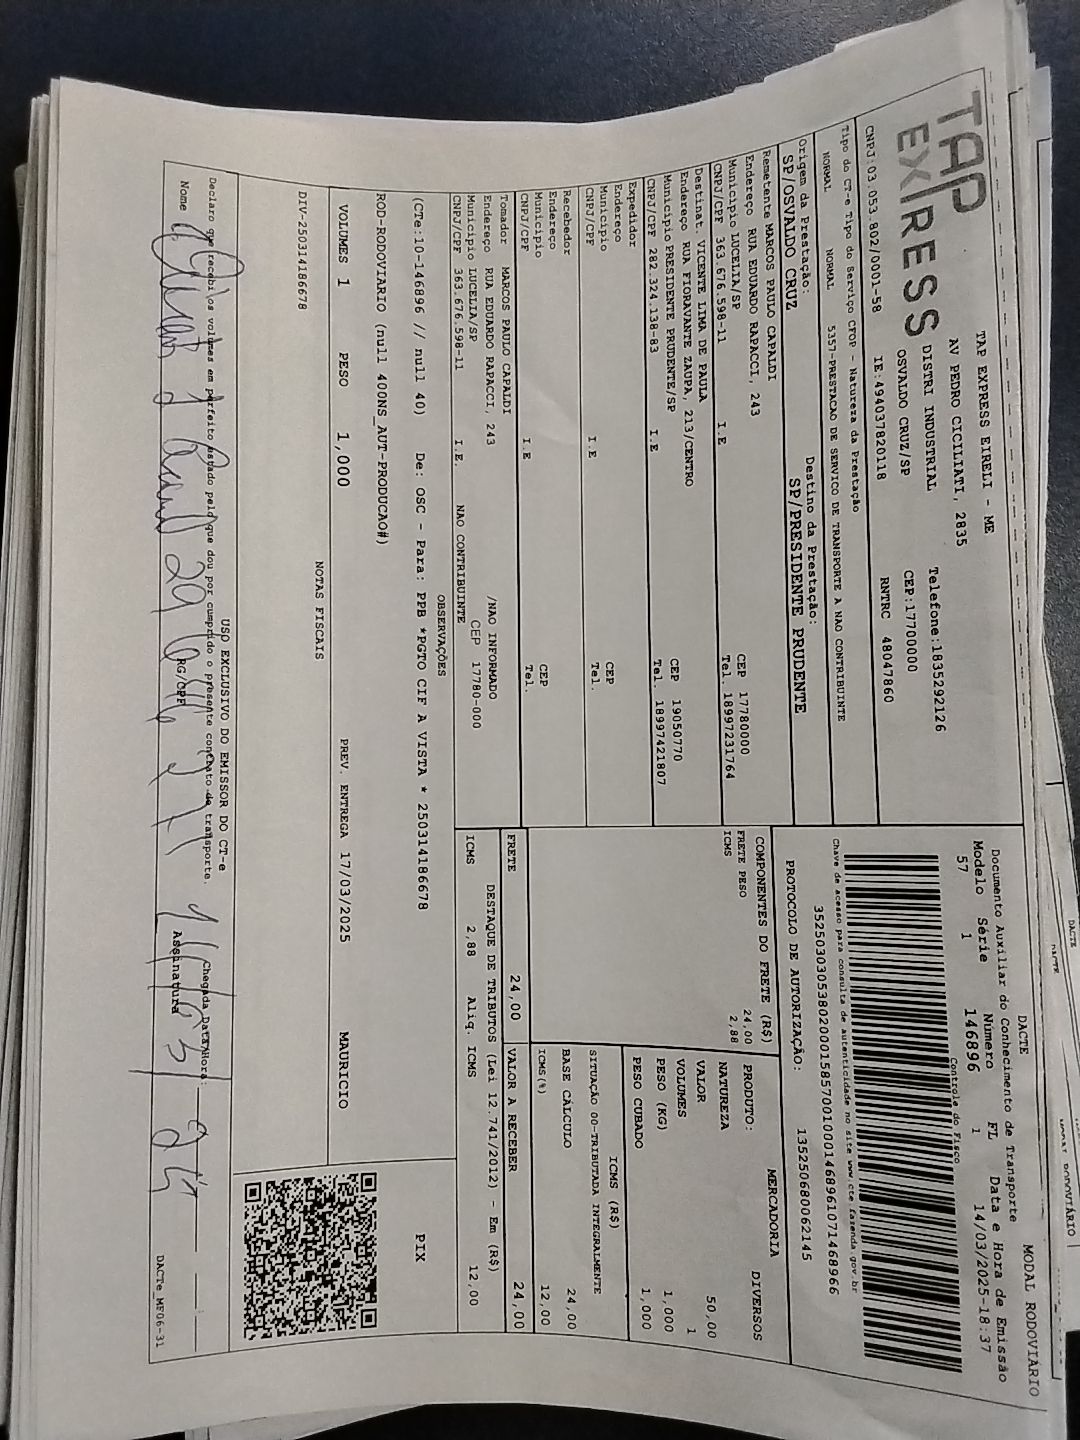 TAP
EXPRESS
TAP EXPRESS EIRELI - ME
AV PEDRO CICILIATI, 2835
DISTRI INDUSTRIAL Telefone:1835292126
OSVALDO CRUZ/SP CEP:17700000
CNPJ:03.053.802/0001-58 IE:494037820118 RNTRC 48047860
Tipo do CT-e Tipo do Serviço CFOP - Natureza da Prestação
NORMAL NORMAL 5357-PRESTACAO DE SERVICO DE TRANSPORTE A NAO CONTRIBUINTE
Origem da Prestação: Destino da Prestação:
SP/OSVALDO CRUZ SP/PRESIDENTE PRUDENTE
DACTE MODAL RODOVIÁRIO
Documento Auxiliar do Conhecimento de Transporte
Modelo Série Número FL Data e Hora de Emissão
57 1 146896 1 14/03/2025-18:37
Controle do Fisco
Chave de acesso para consulta de autenticidade no site www.cte.fazenda.gov.br
35250303053802000158570010001468961071468966
PROTOCOLO DE AUTORIZAÇÃO: 135250680062145
Remetente MARCOS PAULO CAPALDI
Endereço RUA EDUARDO RAPACCI, 243
Município LUCELIA/SP CEP 17780000
CNPJ/CPF 363.676.598-11 I.E Tel. 18997231764
Destinat. VICENTE LIMA DE PAULA
Endereço RUA FIORAVANTE ZAUPA, 213/CENTRO
Município PRESIDENTE PRUDENTE/SP CEP 19050770
CNPJ/CPF 282.324.138-83 I.E Tel. 18997421807
Expedidor
Endereço
Município CEP
CNPJ/CPF I.E Tel.
Recebedor
Endereço
Município CEP
CNPJ/CPF I.E Tel.
Tomador MARCOS PAULO CAPALDI
Endereço RUA EDUARDO RAPACCI, 243 /NAO INFORMADO
Município LUCELIA/SP CEP 17780-000
CNPJ/CPF 363.676.598-11 I.E. NAO CONTRIBUINTE
COMPONENTES DO FRETE (R$)
FRETE PESO 24,00
ICMS 2,88
MERCADORIA
PRODUTO: DIVERSOS
NATUREZA
VALOR 50,00
VOLUMES 1
PESO (KG) 1,000
PESO CUBADO 1,000
ICMS (R$)
SITUAÇÃO 00-TRIBUTADA INTEGRALMENTE
BASE CÁLCULO 24,00
ICMS(%) 12,00
FRETE 24,00 VALOR A RECEBER 24,00
DESTAQUE DE TRIBUTOS (Lei 12.741/2012) - Em (R$)
ICMS 2,88 Aliq. ICMS 12,00
OBSERVAÇÕES
(CTe:10-146896 // null 40) De: OSC - Para: PPB *PGTO CIF A VISTA * 250314186678
ROD-RODOVIARIO (null 400NS_AUT-PRODUCAO#)
PIX
VOLUMES 1 PESO 1,000 PREV. ENTREGA 17/03/2025 MAURICIO
NOTAS FISCAIS
DIV-250314186678
USO EXCLUSIVO DO EMISSOR DO CT-e
Declaro que recebi os volumes em perfeito estado pelo que dou por cumprido o presente contrato de transporte. Chegada Data/Hora:
Nome RG/CPF Assinatura
DACTe_MF06-31